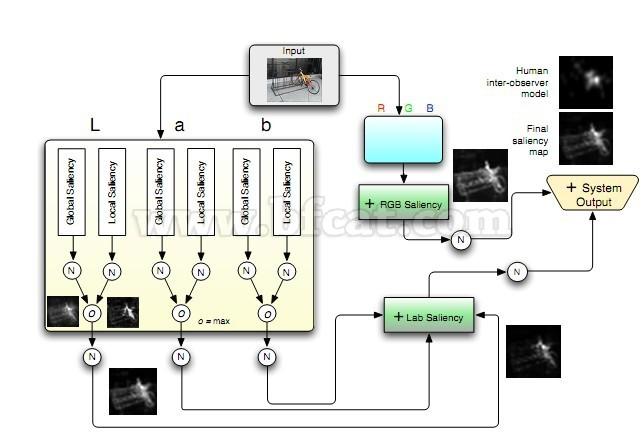 Input
Human
inter-observer
model
Final
saliency
map
R G B
L a b
Global Saliency
Local Saliency
Global Saliency
Local Saliency
Global Saliency
Local Saliency
+ RGB Saliency
+ System
Output
www.bfcat.com
N
N
N
N
N
N
N
N
o
o
o
o = max
+ Lab Saliency
N
N
N